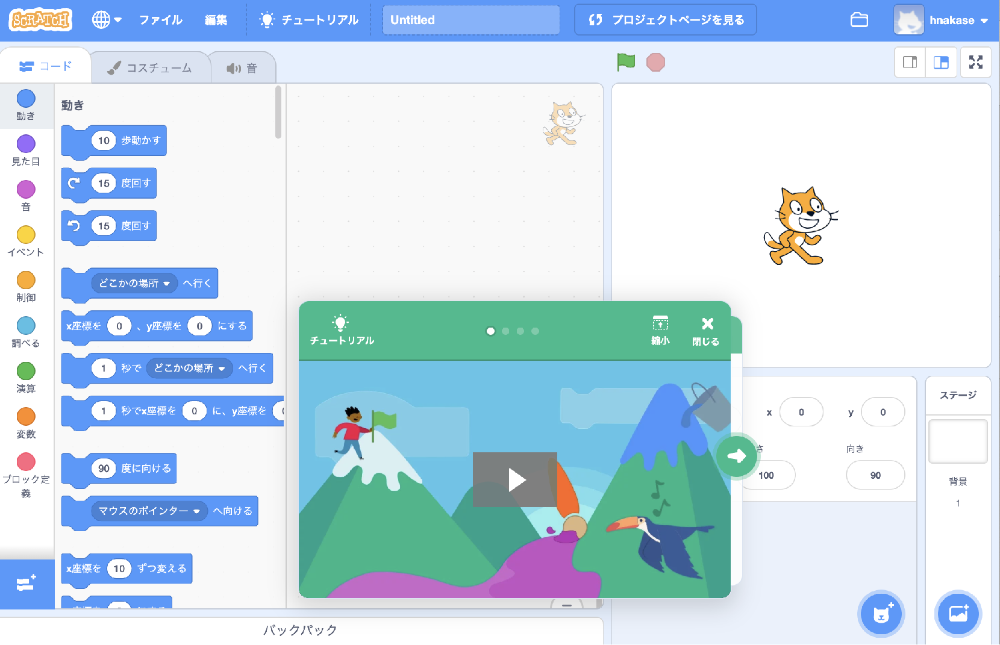 SCRATCH
ファイル
編集
チュートリアル
Untitled
プロジェクトページを見る
hnakase
コード
コスチューム
音
動き
見た目
音
イベント
制御
調べる
演算
変数
ブロック定
義
動き
10 歩動かす
15 度回す
15 度回す
どこかの場所 へ行く
x座標を 0 、y座標を 0 にする
1 秒で どこかの場所 へ行く
1 秒でx座標を 0 に、y座標を
90 度に向ける
マウスのポインター へ向ける
x座標を 10 ずつ変える
チュートリアル
縮小
閉じる
x 0 y 0
さ 向き
100 90
ステージ
背景
1
バックパック